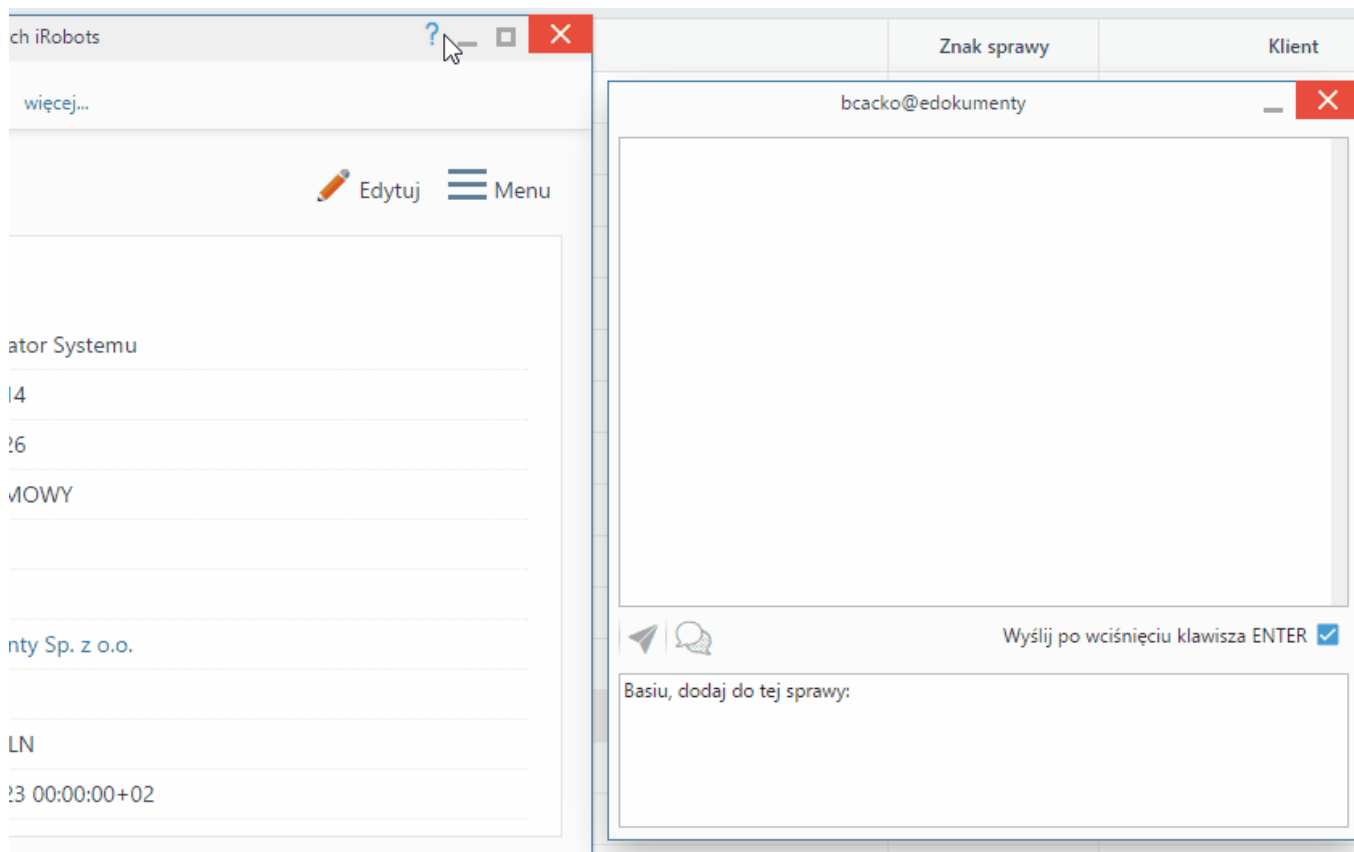 ch iRobots
?
więcej...
Edytuj
Menu
ator Systemu
14
26
MOWY
nty Sp. z o.o.
LN
23 00:00:00+02
Znak sprawy
Klient
bcacko@edokumenty
Wyślij po wciśnięciu klawisza ENTER
Basiu, dodaj do tej sprawy: